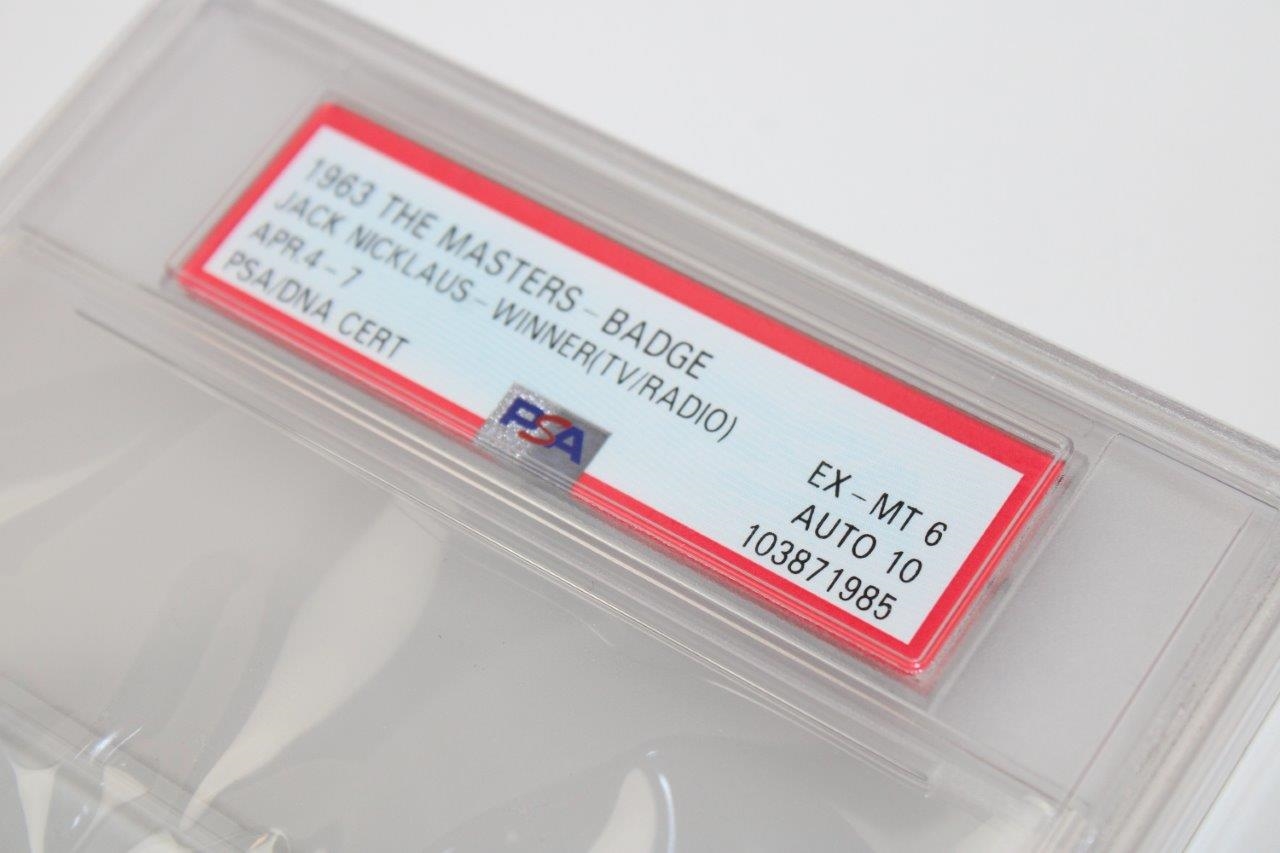 1963 THE MASTERS - BADGE
JACK NICKLAUS - WINNER(TV/RADIO)
APR.4 - 7
PSA/DNA CERT
PSA
EX - MT 6
AUTO 10
103871985